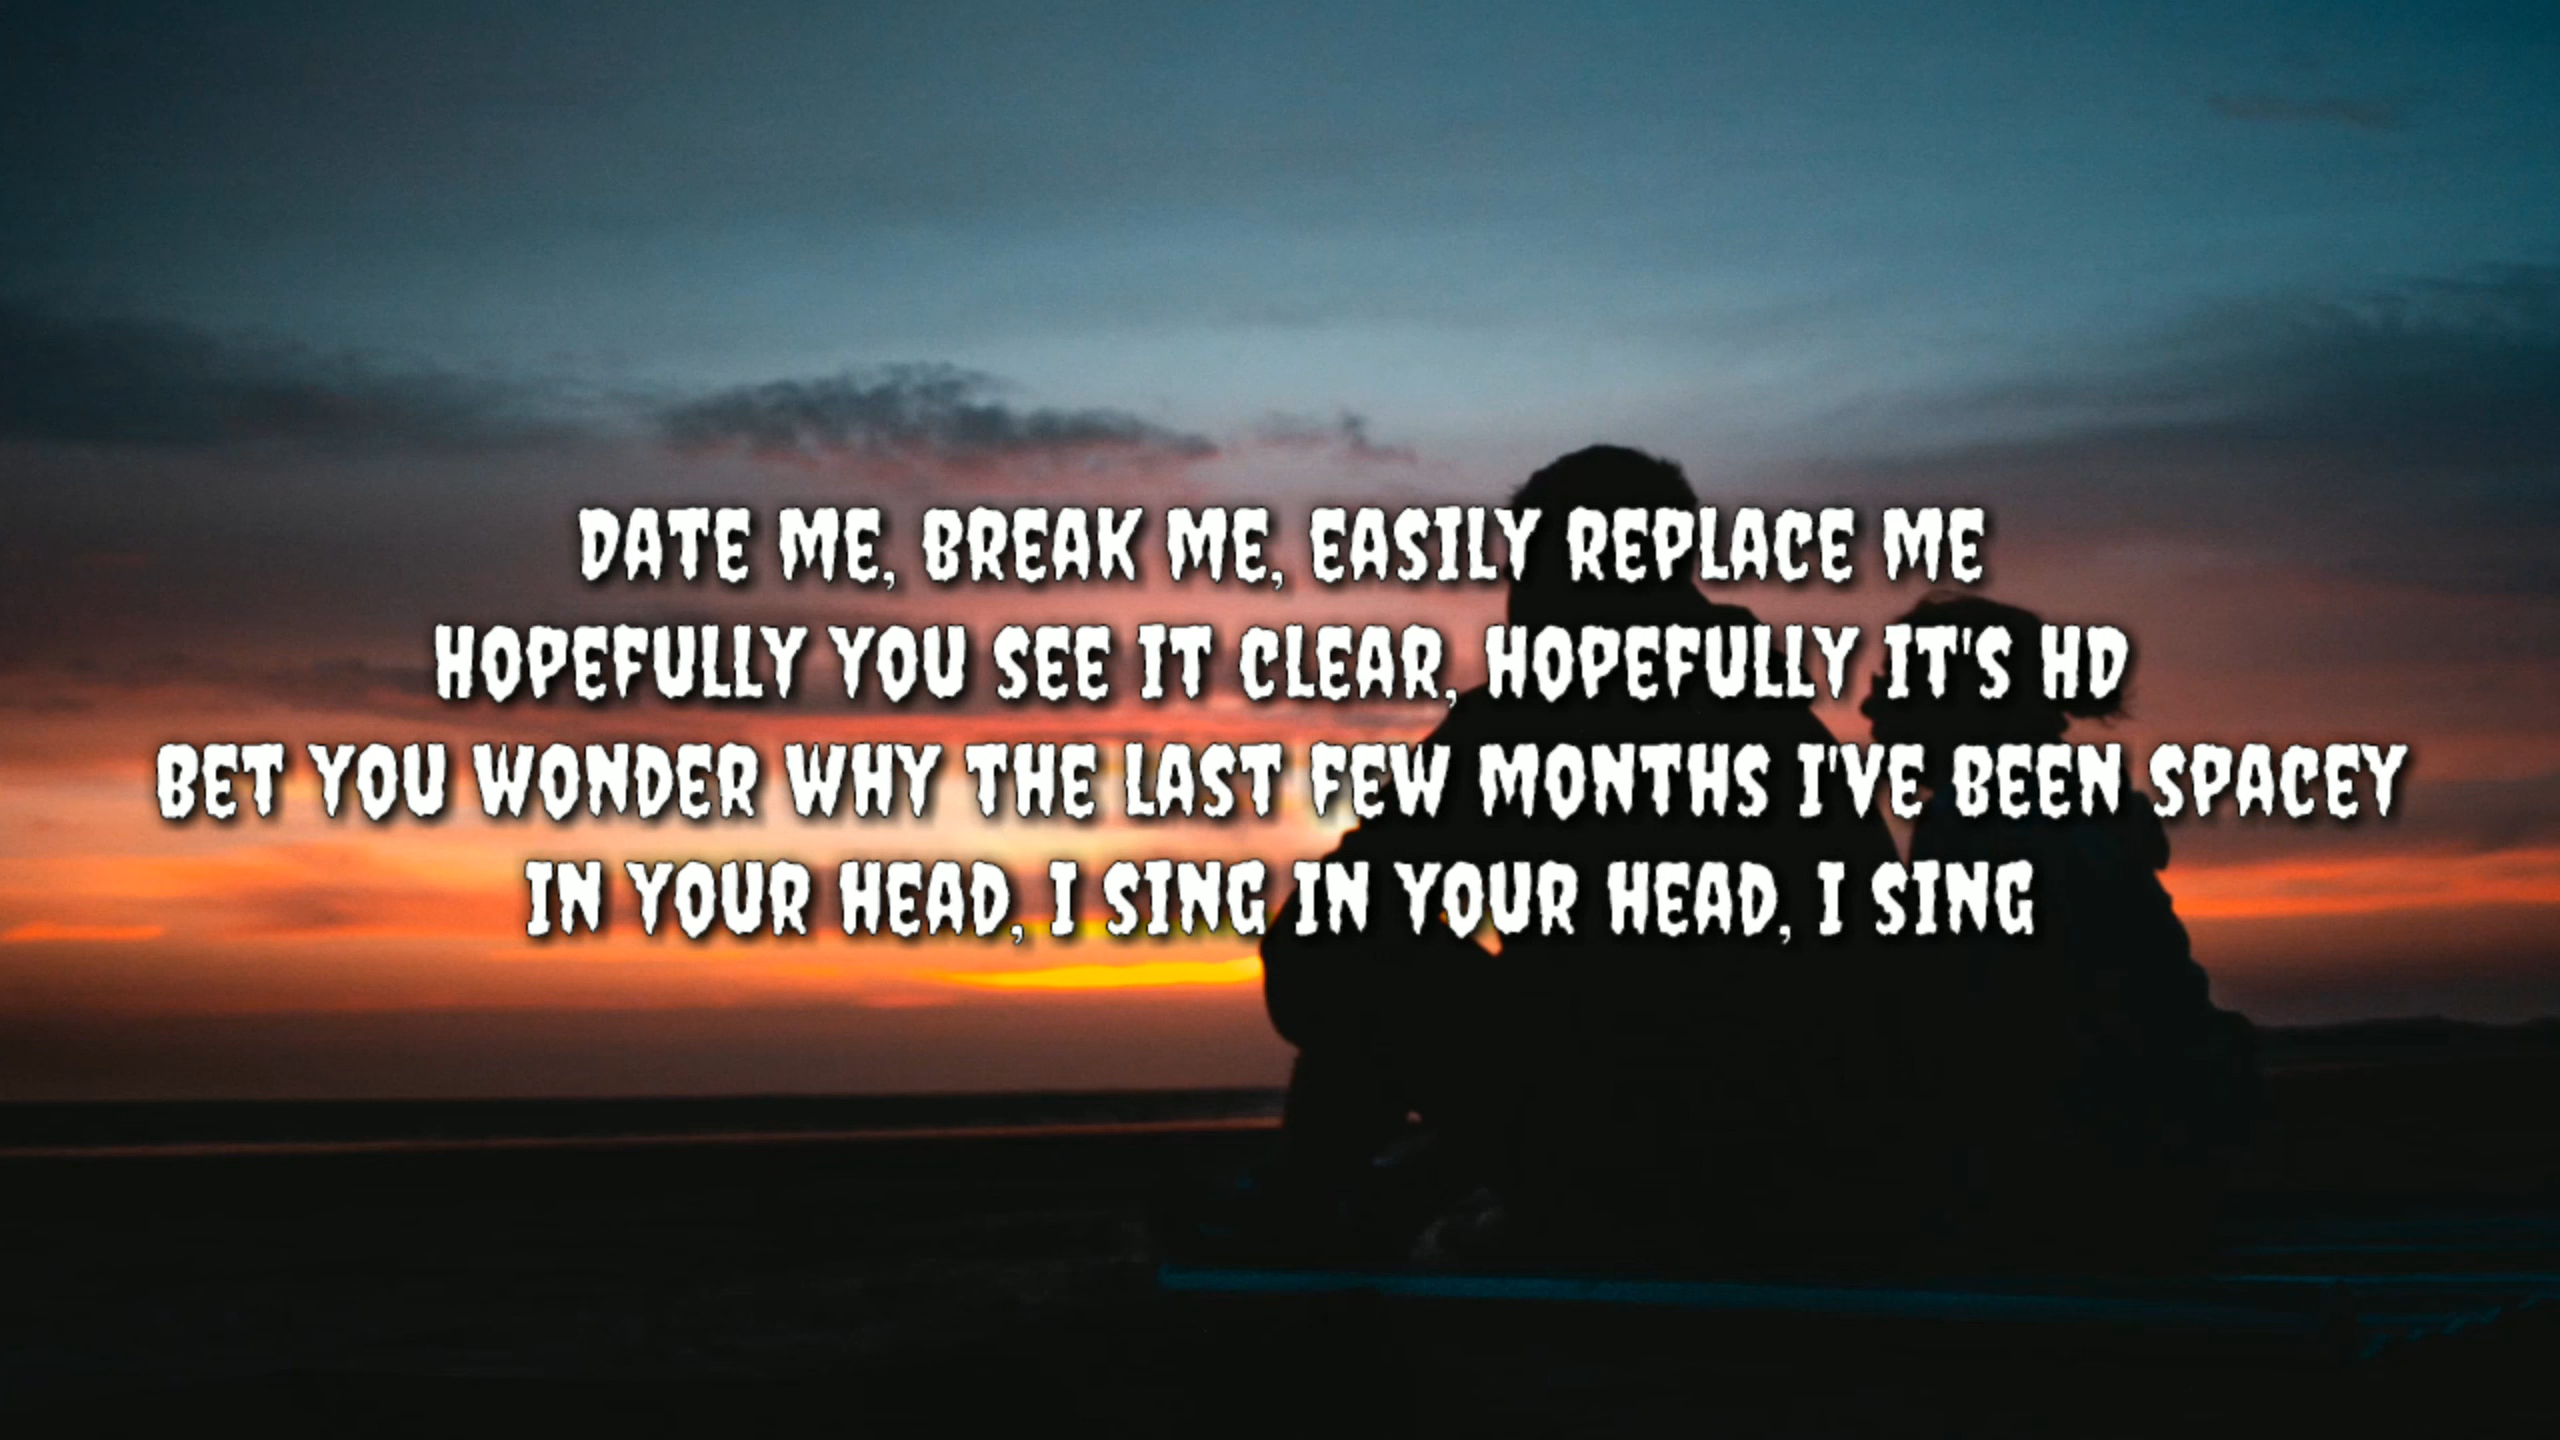 DATE ME, BREAK ME, EASILY REPLACE ME
HOPEFULLY YOU SEE IT CLEAR, HOPEFULLY IT'S HD
BET YOU WONDER WHY THE LAST FEW MONTHS I'VE BEEN SPACEY
IN YOUR HEAD, I SING IN YOUR HEAD, I SING